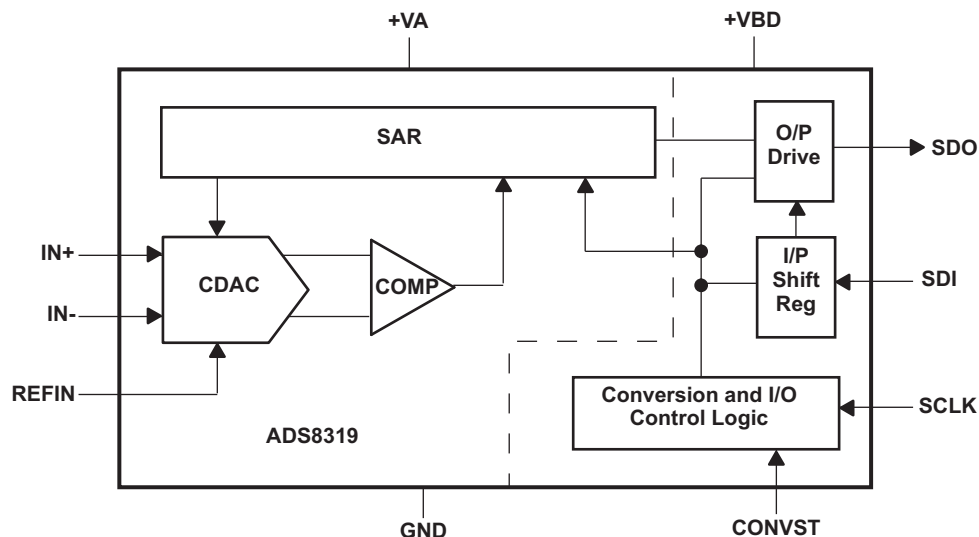 +VA
+VBD
SAR
O/P
Drive
SDO
IN+
IN-
CDAC
COMP
I/P
Shift
Reg
SDI
REFIN
Conversion and I/O
Control Logic
SCLK
ADS8319
GND
CONVST